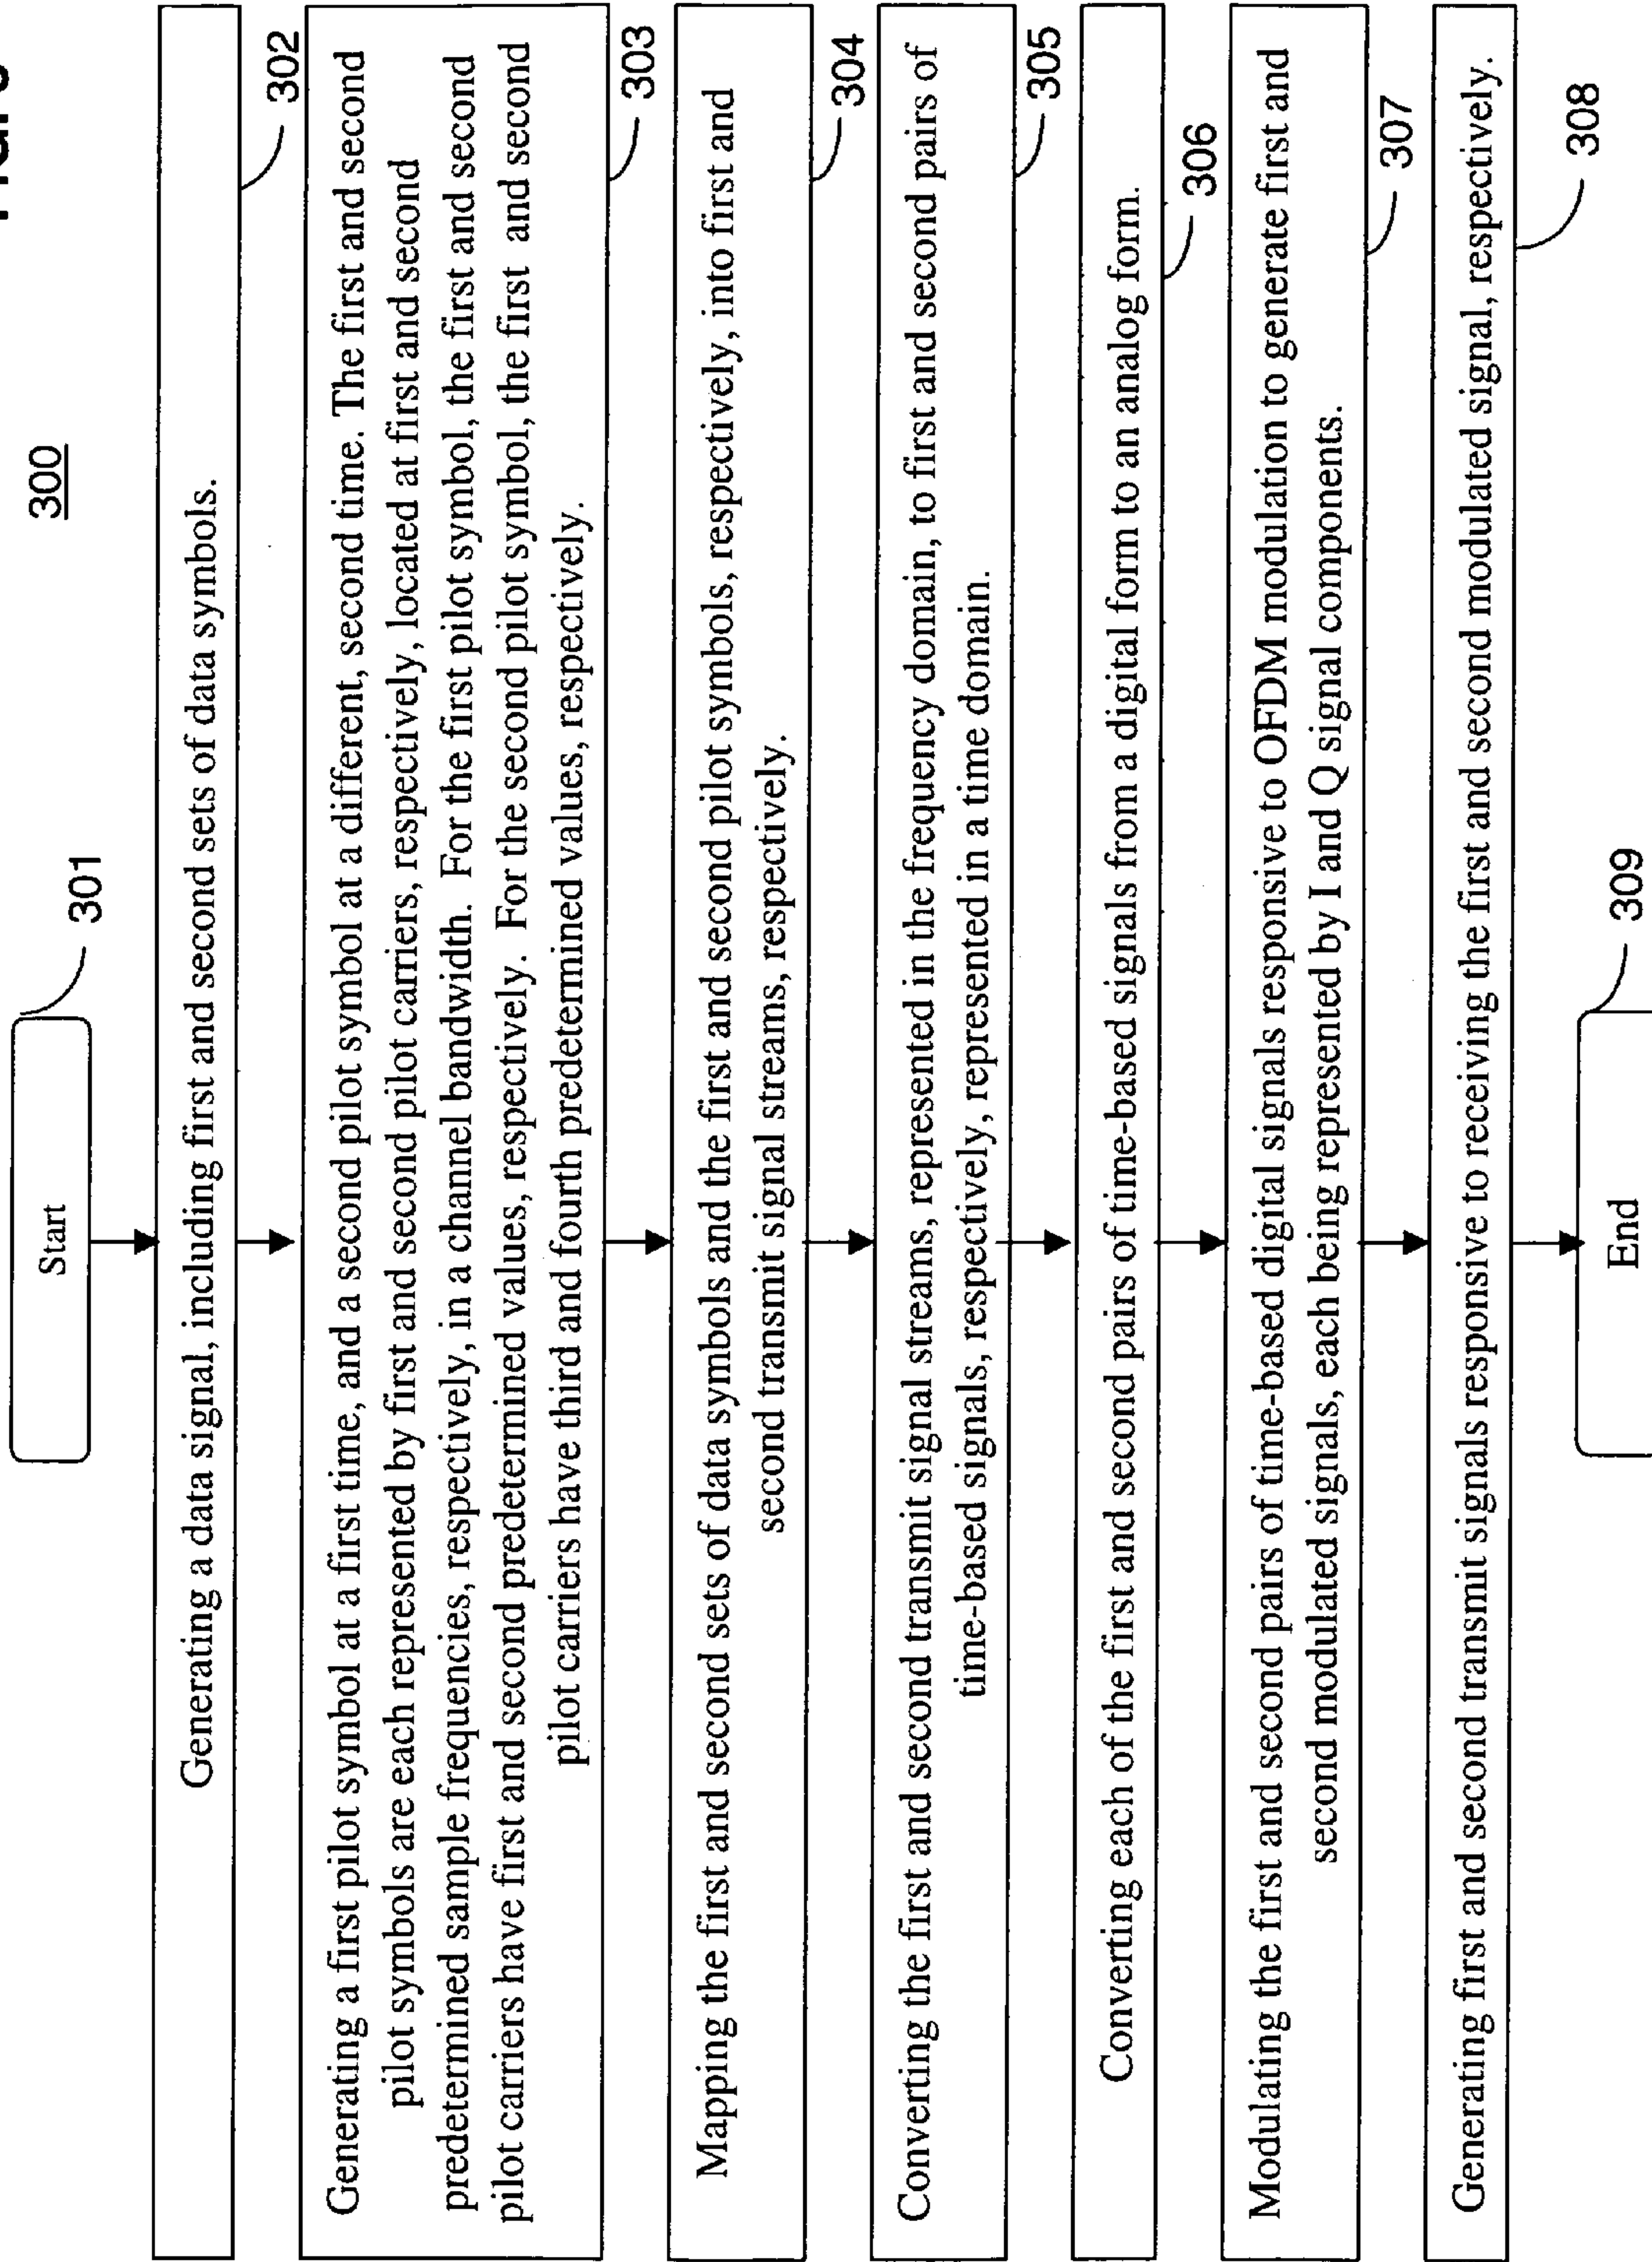 300
Start
301
Generating a data signal, including first and second sets of data symbols.
302
Generating a first pilot symbol at a first time, and a second pilot symbol at a different, second time. The first and second
pilot symbols are each represented by first and second pilot carriers, respectively, located at first and second
predetermined sample frequencies, respectively, in a channel bandwidth. For the first pilot symbol, the first and second
pilot carriers have first and second predetermined values, respectively. For the second pilot symbol, the first and second
pilot carriers have third and fourth predetermined values, respectively.
303
Mapping the first and second sets of data symbols and the first and second pilot symbols, respectively, into first and
second transmit signal streams, respectively.
304
Converting the first and second transmit signal streams, represented in the frequency domain, to first and second pairs of
time-based signals, respectively, represented in a time domain.
305
Converting each of the first and second pairs of time-based signals from a digital form to an analog form.
306
Modulating the first and second pairs of time-based digital signals responsive to OFDM modulation to generate first and
second modulated signals, each being represented by I and Q signal components.
307
Generating first and second transmit signals responsive to receiving the first and second modulated signal, respectively.
308
End
309